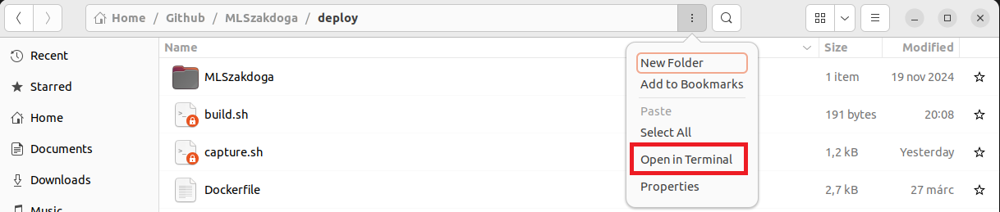 Home / Github / MLSzakdoga / deploy
Recent
Starred
Home
Documents
Downloads
Music
Name Size Modified
MLSzakdoga 1 item 19 nov 2024
build.sh 191 bytes 20:08
capture.sh 1,2 kB Yesterday
Dockerfile 2,7 kB 27 márc
New Folder
Add to Bookmarks
Paste
Select All
Open in Terminal
Properties